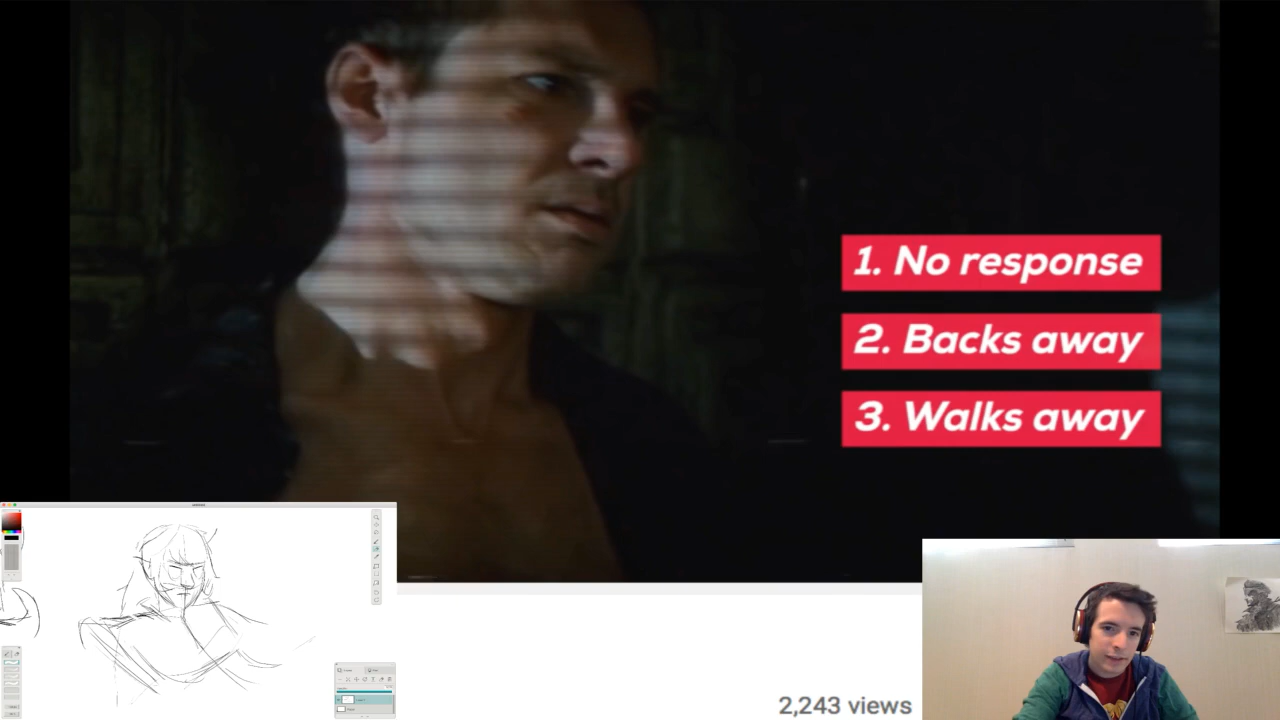 1. No response
2. Backs away
3. Walks away
2,243 views